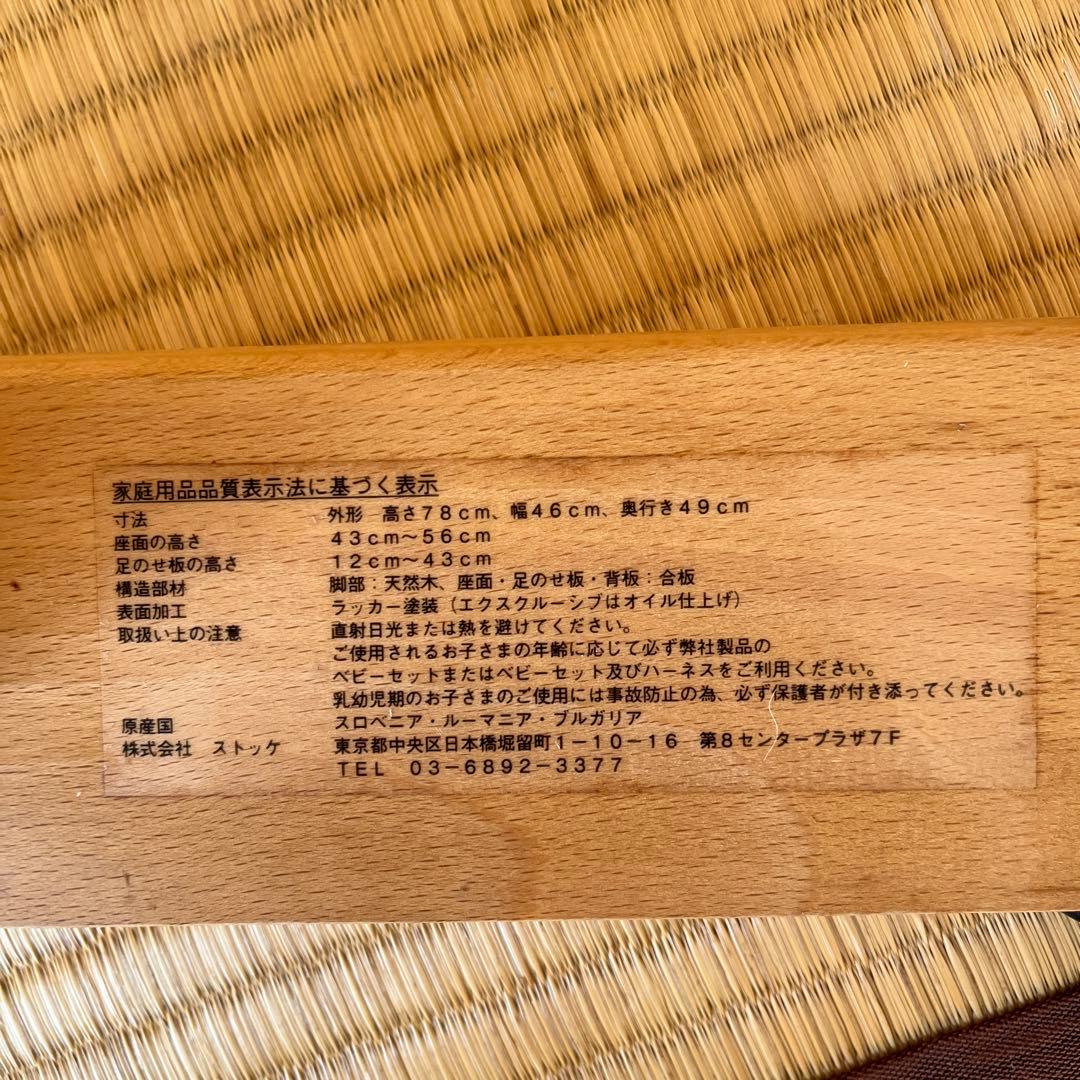 家庭用品品質表示法に基づく表示
寸法 外形 高さ78cm、幅46cm、奥行き49cm
座面の高さ 43cm〜56cm
足のせ板の高さ 12cm〜43cm
構造部材 脚部:天然木、座面・足のせ板・背板:合板
表面加工 ラッカー塗装(エクスクルーシブはオイル仕上げ)
取扱い上の注意 直射日光または熱を避けてください。
ご使用されるお子さまの年齢に応じて必ず弊社製品の
ベビーセットまたはベビーセット及びハーネスをご利用ください。
乳幼児期のお子さまのご使用には事故防止の為、必ず保護者が付き添ってください。
原産国 スロベニア・ルーマニア・ブルガリア
株式会社 ストッケ 東京都中央区日本橋堀留町1-10-16 第8センタープラザ7F
TEL 03-6892-3377